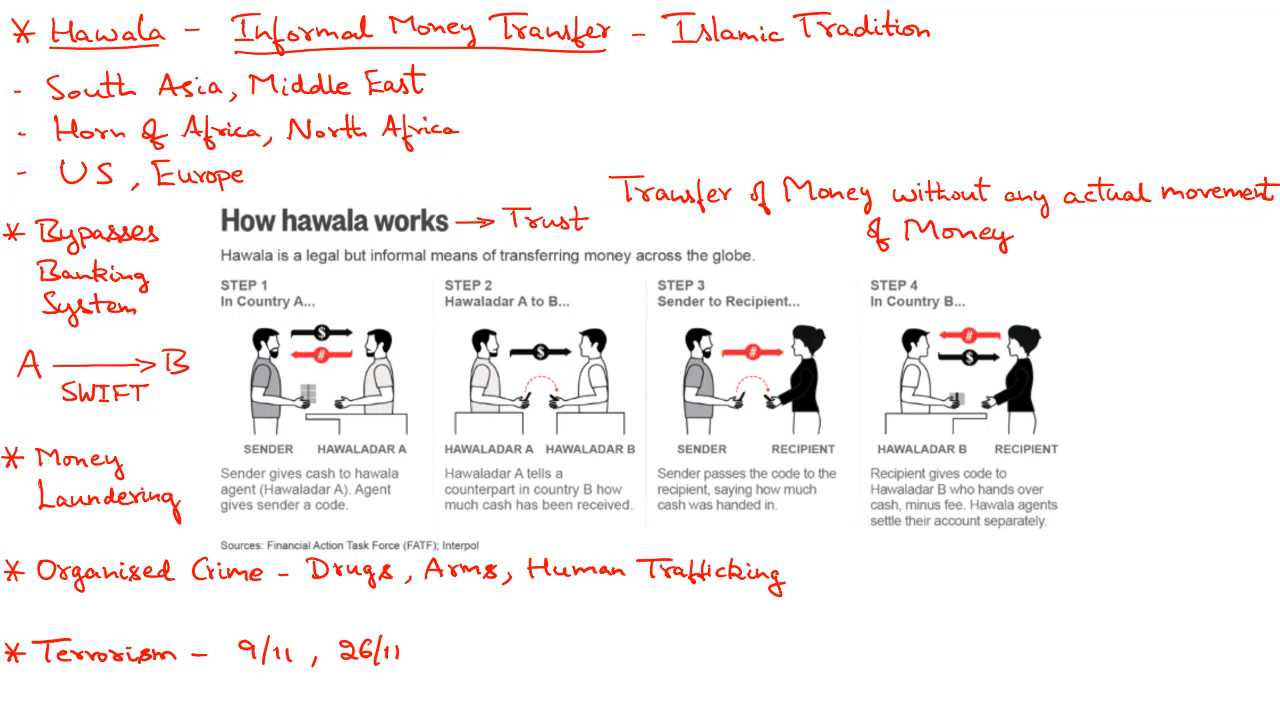 * Hawala - Informal Money Transfer - Islamic Tradition
- South Asia, Middle East
- Horn of Africa, North Africa
- US, Europe
Transfer of Money without any actual movement
of Money
* Bypasses
Banking
System
A → B
SWIFT
* Money
Laundering
How hawala works → Trust
Hawala is a legal but informal means of transferring money across the globe.
STEP 1
In Country A...
$
#
SENDER HAWALADAR A
Sender gives cash to hawala
agent (Hawaladar A). Agent
gives sender a code.
STEP 2
Hawaladar A to B...
$
HAWALADAR A HAWALADAR B
Hawaladar A tells a
counterpart in country B how
much cash has been received.
STEP 3
Sender to Recipient...
#
SENDER RECIPIENT
Sender passes the code to the
recipient, saying how much
cash was handed in.
STEP 4
In Country B...
#
$
HAWALADAR B RECIPIENT
Recipient gives code to
Hawaladar B who hands over
cash, minus fee. Hawala agents
settle their account separately.
Sources: Financial Action Task Force (FATF); Interpol
* Organised Crime - Drugs, Arms, Human Trafficking
* Terrorism - 9/11, 26/11